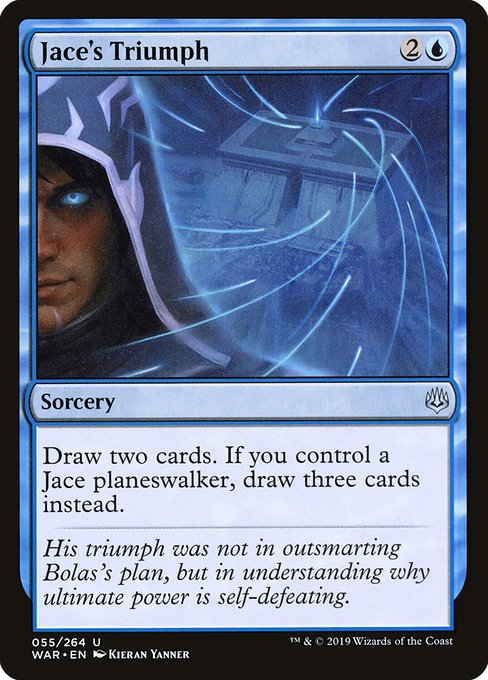 Jace's Triumph 2
Sorcery
Draw two cards. If you control a
Jace planeswalker, draw three cards
instead.
His triumph was not in outsmarting
Bolas's plan, but in understanding why
ultimate power is self-defeating.
055/264 U
WAR • EN Kieran Yanner
™ & © 2019 Wizards of the Coast